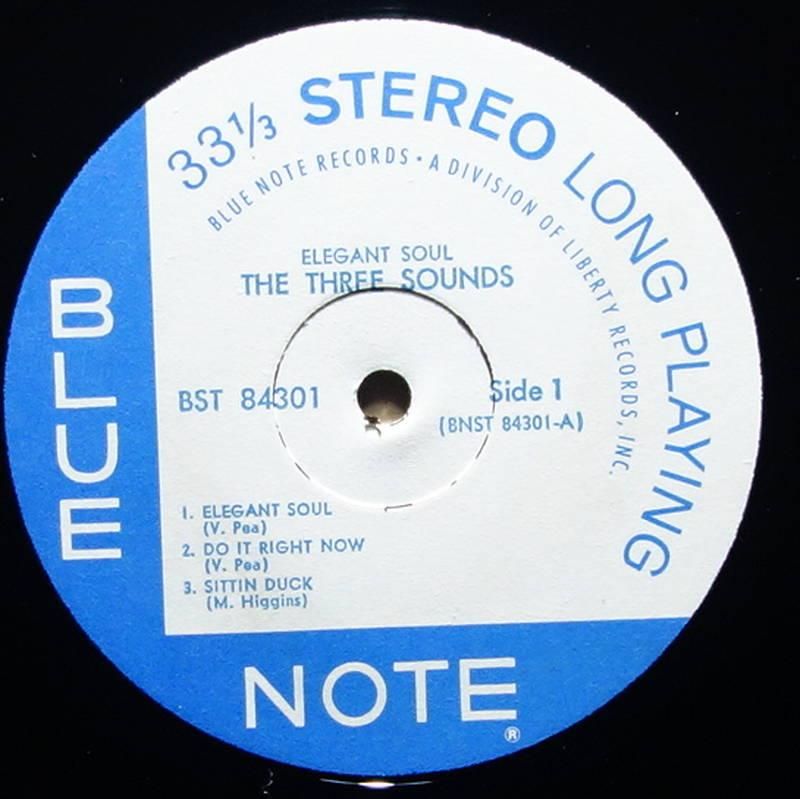 33⅓ STEREO LONG PLAYING
BLUE NOTE RECORDS • A DIVISION OF LIBERTY RECORDS, INC.
ELEGANT SOUL
THE THREE SOUNDS
BST 84301
Side 1
(BNST 84301-A)
1. ELEGANT SOUL
(V. Pea)
2. DO IT RIGHT NOW
(V. Pea)
3. SITTIN DUCK
(M. Higgins)
BLUE
NOTE
®